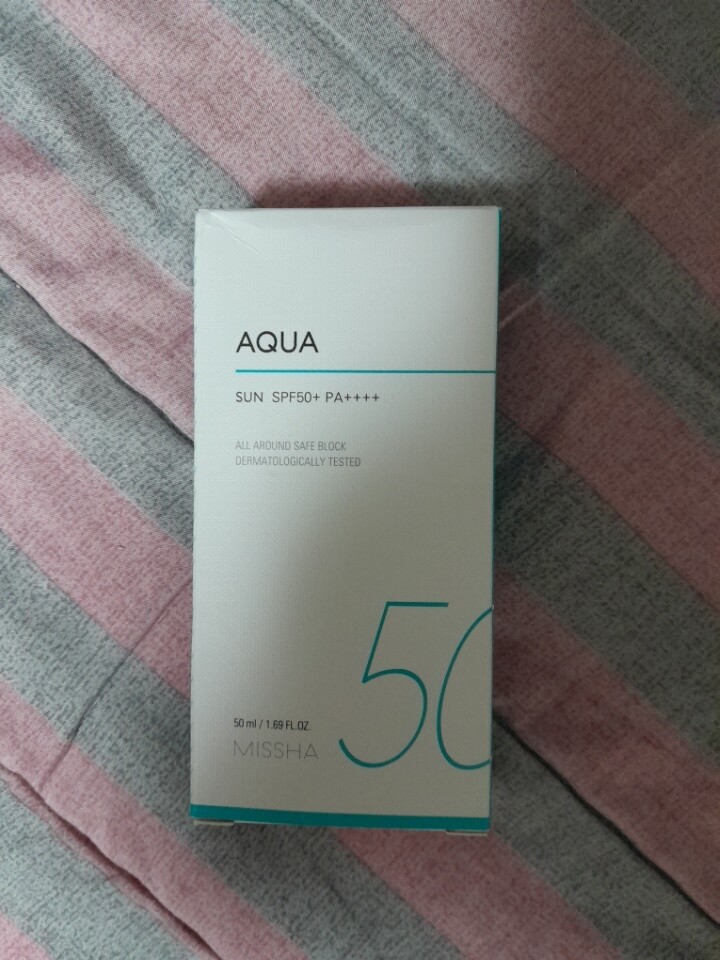 AQUA
SUN SPF50+ PA++++
ALL AROUND SAFE BLOCK
DERMATOLOGICALLY TESTED
50
50 ml / 1.69 FL.OZ.
MISSHA